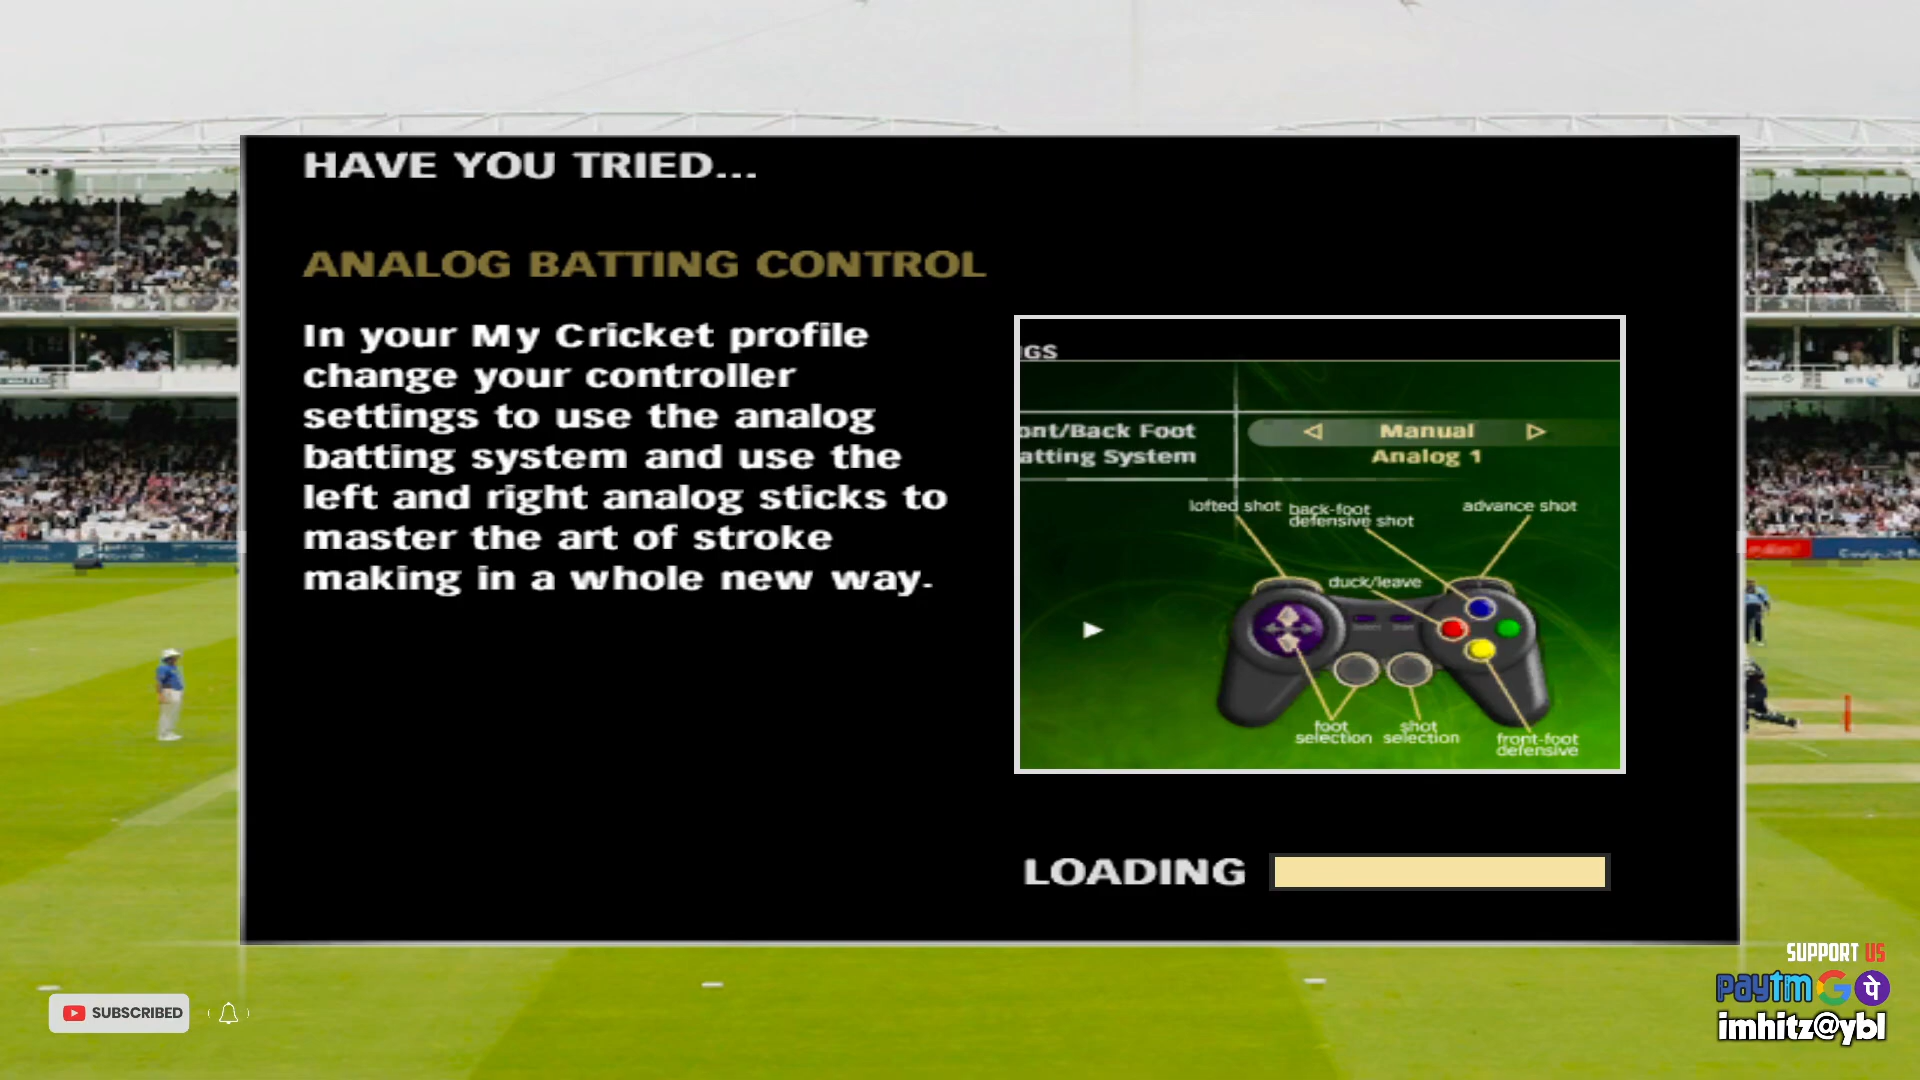 HAVE YOU TRIED...
ANALOG BATTING CONTROL
In your My Cricket profile
change your controller
settings to use the analog
batting system and use the
left and right analog sticks to
master the art of stroke
making in a whole new way.
IGS
ont/Back Foot
Manual
atting System
Analog 1
lofted shot
back-foot
defensive shot
advance shot
duck/leave
foot
selection
shot
selection
front-foot
defensive
LOADING
SUBSCRIBED
SUPPORT US
paytm G पे
imhitz@ybl